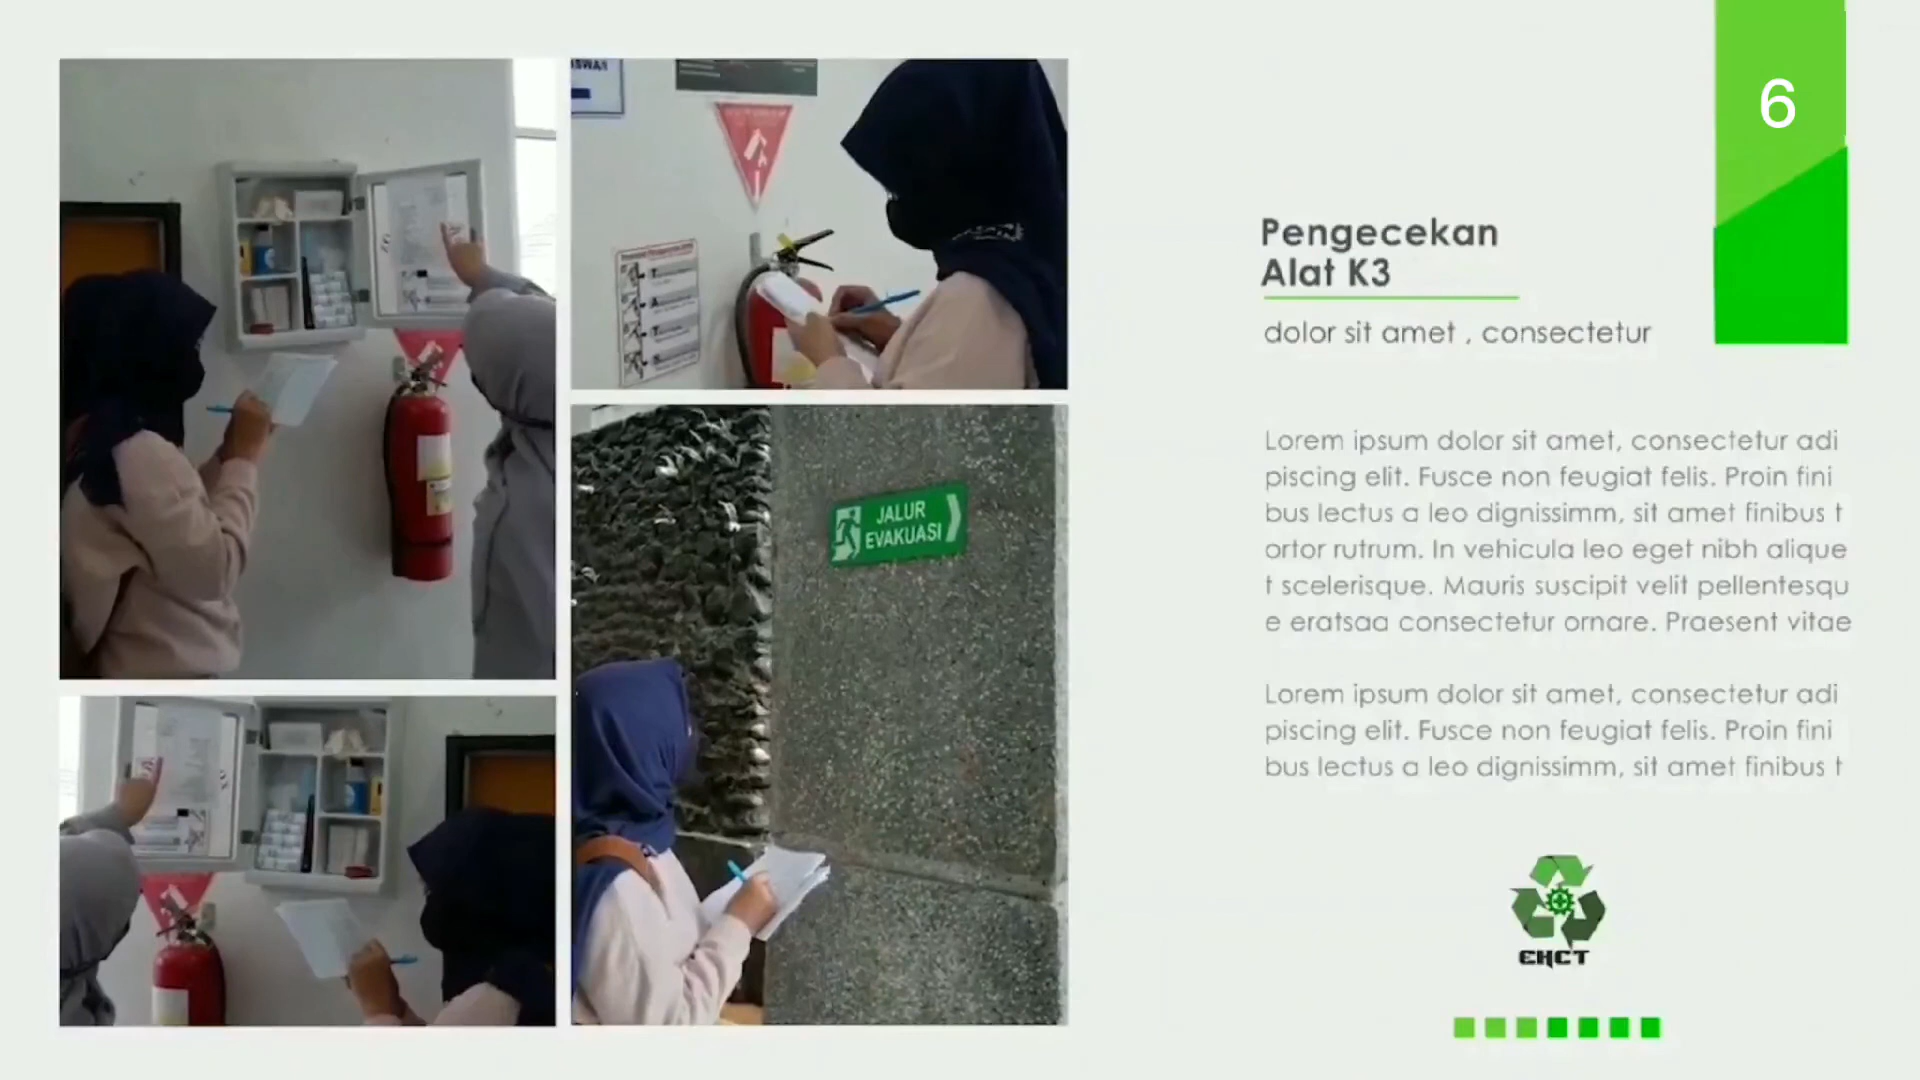 6
Pengecekan
Alat K3
dolor sit amet , consectetur
Lorem ipsum dolor sit amet, consectetur adi
piscing elit. Fusce non feugiat felis. Proin fini
bus lectus a leo dignissimm, sit amet finibus t
ortor rutrum. In vehicula leo eget nibh alique
t scelerisque. Mauris suscipit velit pellentesqu
e eratsaa consectetur ornare. Praesent vitae
Lorem ipsum dolor sit amet, consectetur adi
piscing elit. Fusce non feugiat felis. Proin fini
bus lectus a leo dignissimm, sit amet finibus t
JALUR
EVAKUASI